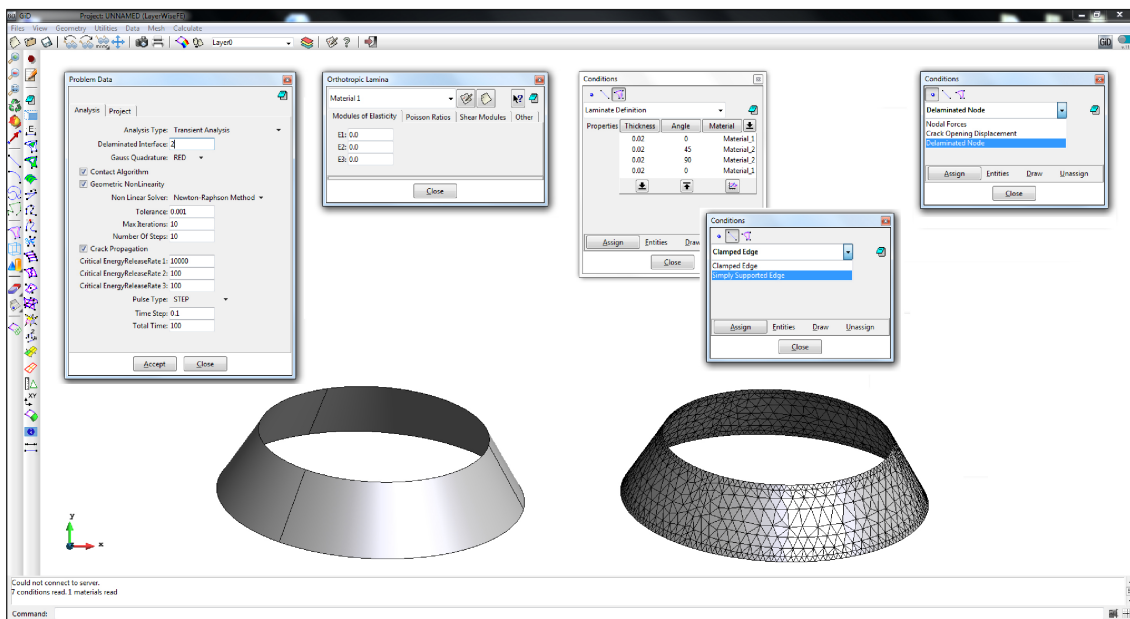 GiD Project: UNNAMED (LayerWiseFE)
Files View Geometry Utilities Data Mesh Calculate
Layer0
GiD
Problem Data
Analysis Project
Analysis Type: Transient Analysis
Delaminated Interface: 2
Gauss Quadrature: RED
Contact Algorithm
Geometric NonLinearity
Non Linear Solver: Newton-Raphson Method
Tolerance: 0.001
Max Iterations: 10
Number Of Steps: 10
Crack Propagation
Critical EnergyReleaseRate 1: 10000
Critical EnergyReleaseRate 2: 100
Critical EnergyReleaseRate 3: 100
Pulse Type: STEP
Time Step: 0.1
Total Time: 100
Accept Close
Orthotropic Lamina
Material 1
Modules of Elasticity Poisson Ratios Shear Modules Other
E1: 0.0
E2: 0.0
E3: 0.0
Close
Conditions
Laminate Definition
Properties Thickness Angle Material
0.02 0 Material_1
0.02 45 Material_2
0.02 90 Material_2
0.02 0 Material_1
Assign Entities Draw
Close
Conditions
Clamped Edge
Clamped Edge
Simply Supported Edge
Assign Entities Draw Unassign
Close
Conditions
Delaminated Node
Nodal Forces
Crack Opening Displacement
Delaminated Node
Assign Entities Draw Unassign
Close
y
x
Could not connect to server.
7 conditions read. 1 materials read
Command: